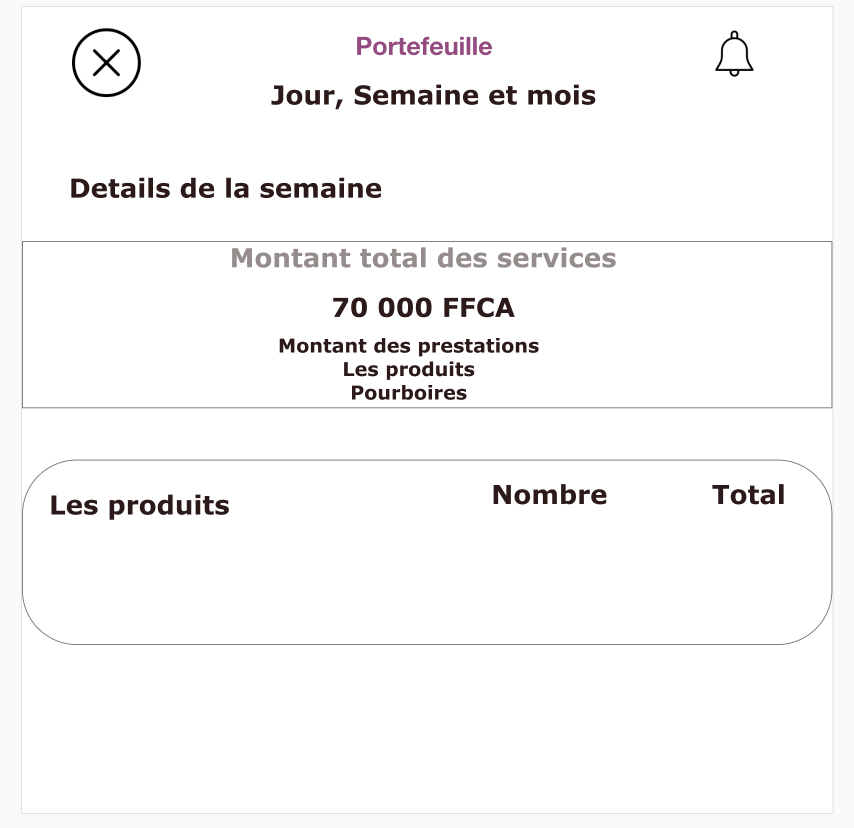 Portefeuille
Jour, Semaine et mois
Details de la semaine
Montant total des services
70 000 FFCA
Montant des prestations
Les produits
Pourboires
Les produits Nombre Total